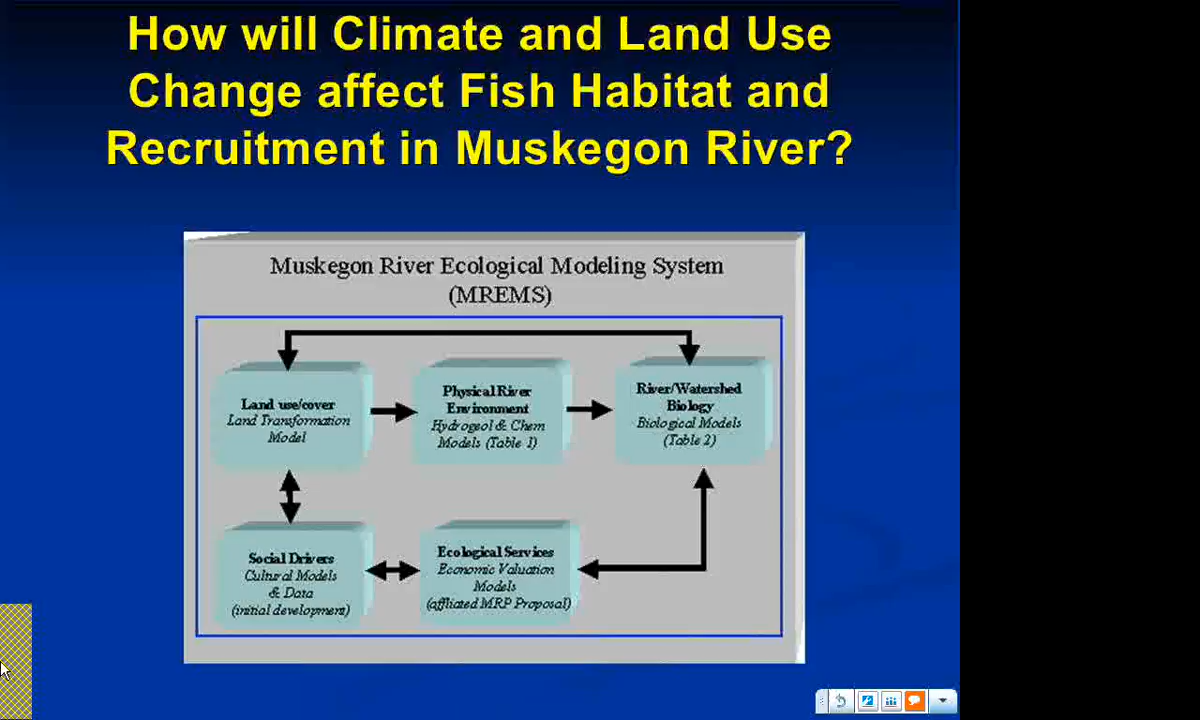 How will Climate and Land Use
Change affect Fish Habitat and
Recruitment in Muskegon River?
Muskegon River Ecological Modeling System
(MREMS)
Land use/cover
Land Transformation
Model
Physical River
Environment
Hydrgeol & Chem
Models (Table 1)
River/Watershed
Biology
Biological Models
(Table 2)
Social Drivers
Cultural Models
& Data
(initial development)
Ecological Services
Economic Valuation
Models
(affliated MRP Proposal)